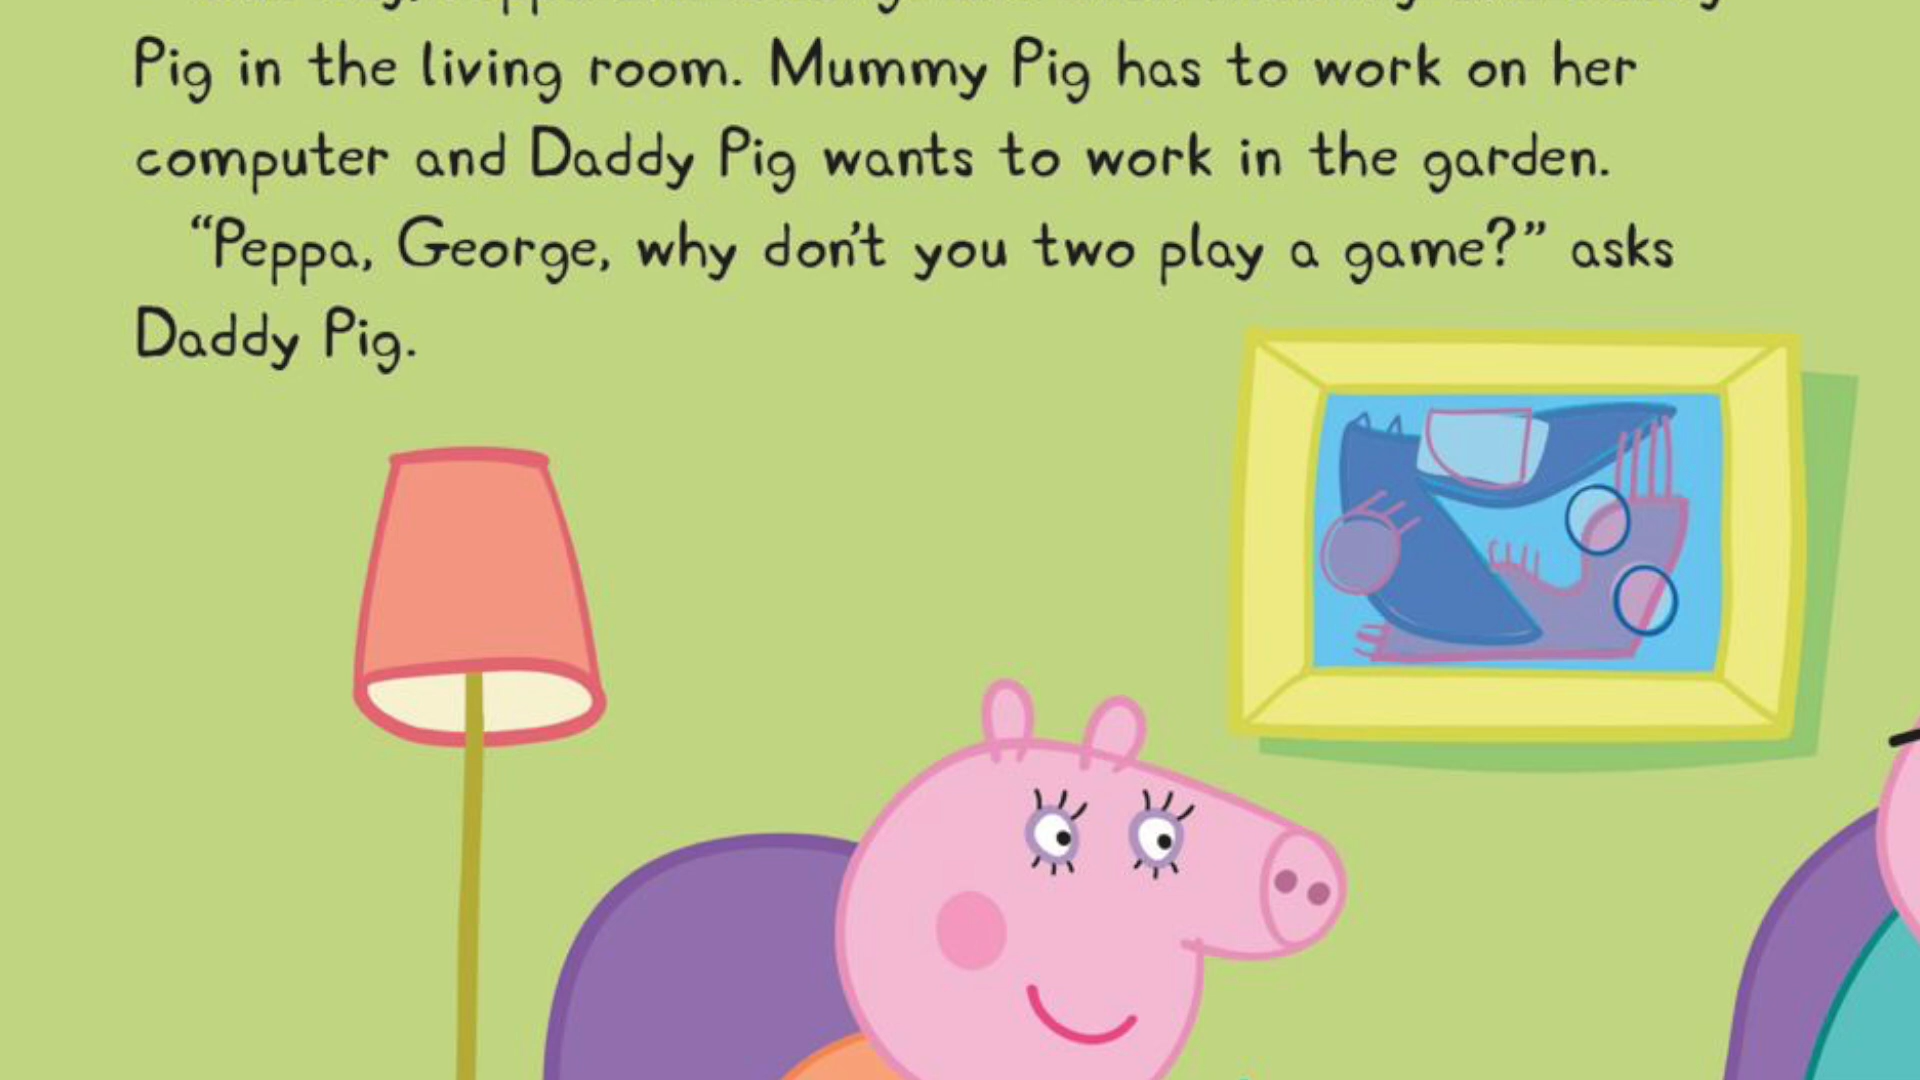 Pig in the living room. Mummy Pig has to work on her
computer and Daddy Pig wants to work in the garden.
“Peppa, George, why don’t you two play a game?” asks
Daddy Pig.